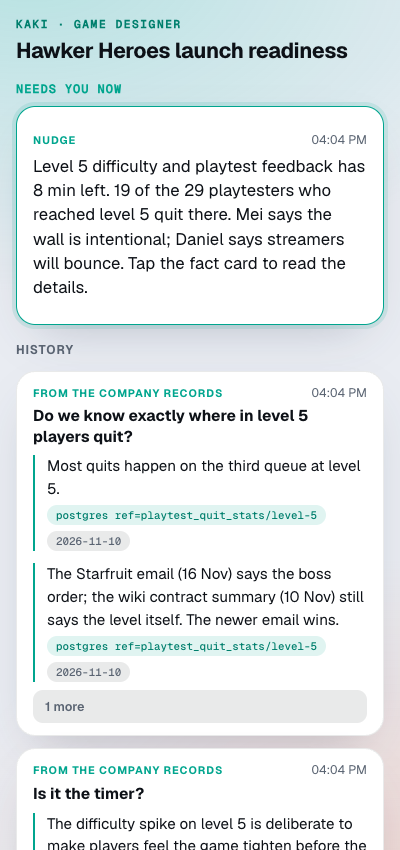 KAKI · GAME DESIGNER
Hawker Heroes launch readiness
NEEDS YOU NOW
NUDGE 04:04 PM
Level 5 difficulty and playtest feedback has
8 min left. 19 of the 29 playtesters who
reached level 5 quit there. Mei says the
wall is intentional; Daniel says streamers
will bounce. Tap the fact card to read the
details.
HISTORY
FROM THE COMPANY RECORDS 04:04 PM
Do we know exactly where in level 5
players quit?
Most quits happen on the third queue at level
5.
postgres ref=playtest_quit_stats/level-5
2026-11-10
The Starfruit email (16 Nov) says the boss
order; the wiki contract summary (10 Nov) still
says the level itself. The newer email wins.
postgres ref=playtest_quit_stats/level-5
2026-11-10
1 more
FROM THE COMPANY RECORDS 04:04 PM
Is it the timer?
The difficulty spike on level 5 is deliberate to
make players feel the game tighten before the